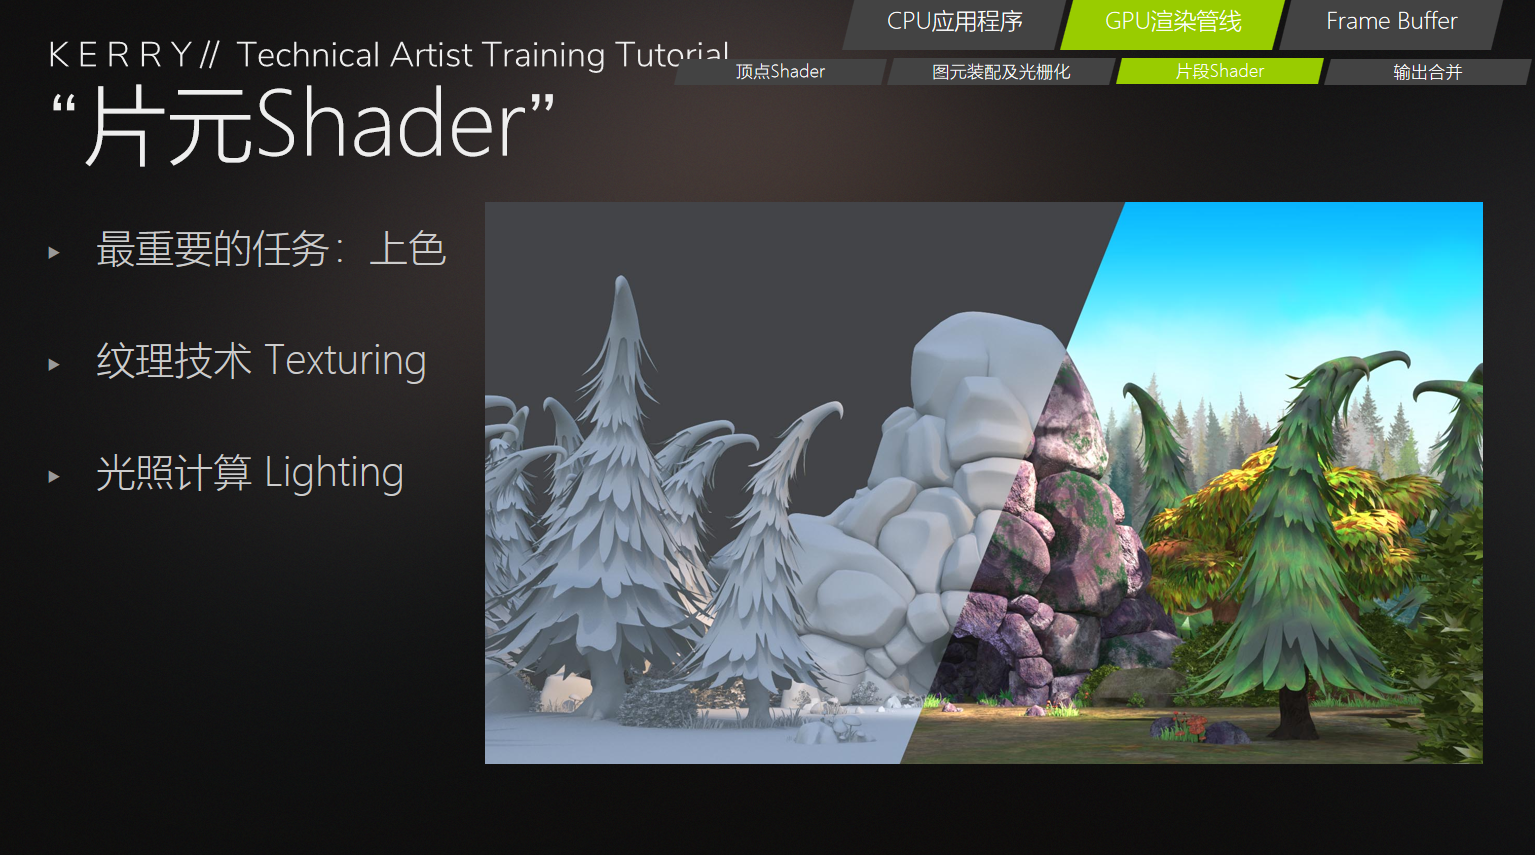 CPU应用程序
GPU渲染管线
Frame Buffer
KERRY// Technical Artist Training Tutorial
顶点Shader
图元装配及光栅化
片段Shader
输出合并
“片元Shader”
最重要的任务：上色
纹理技术 Texturing
光照计算 Lighting